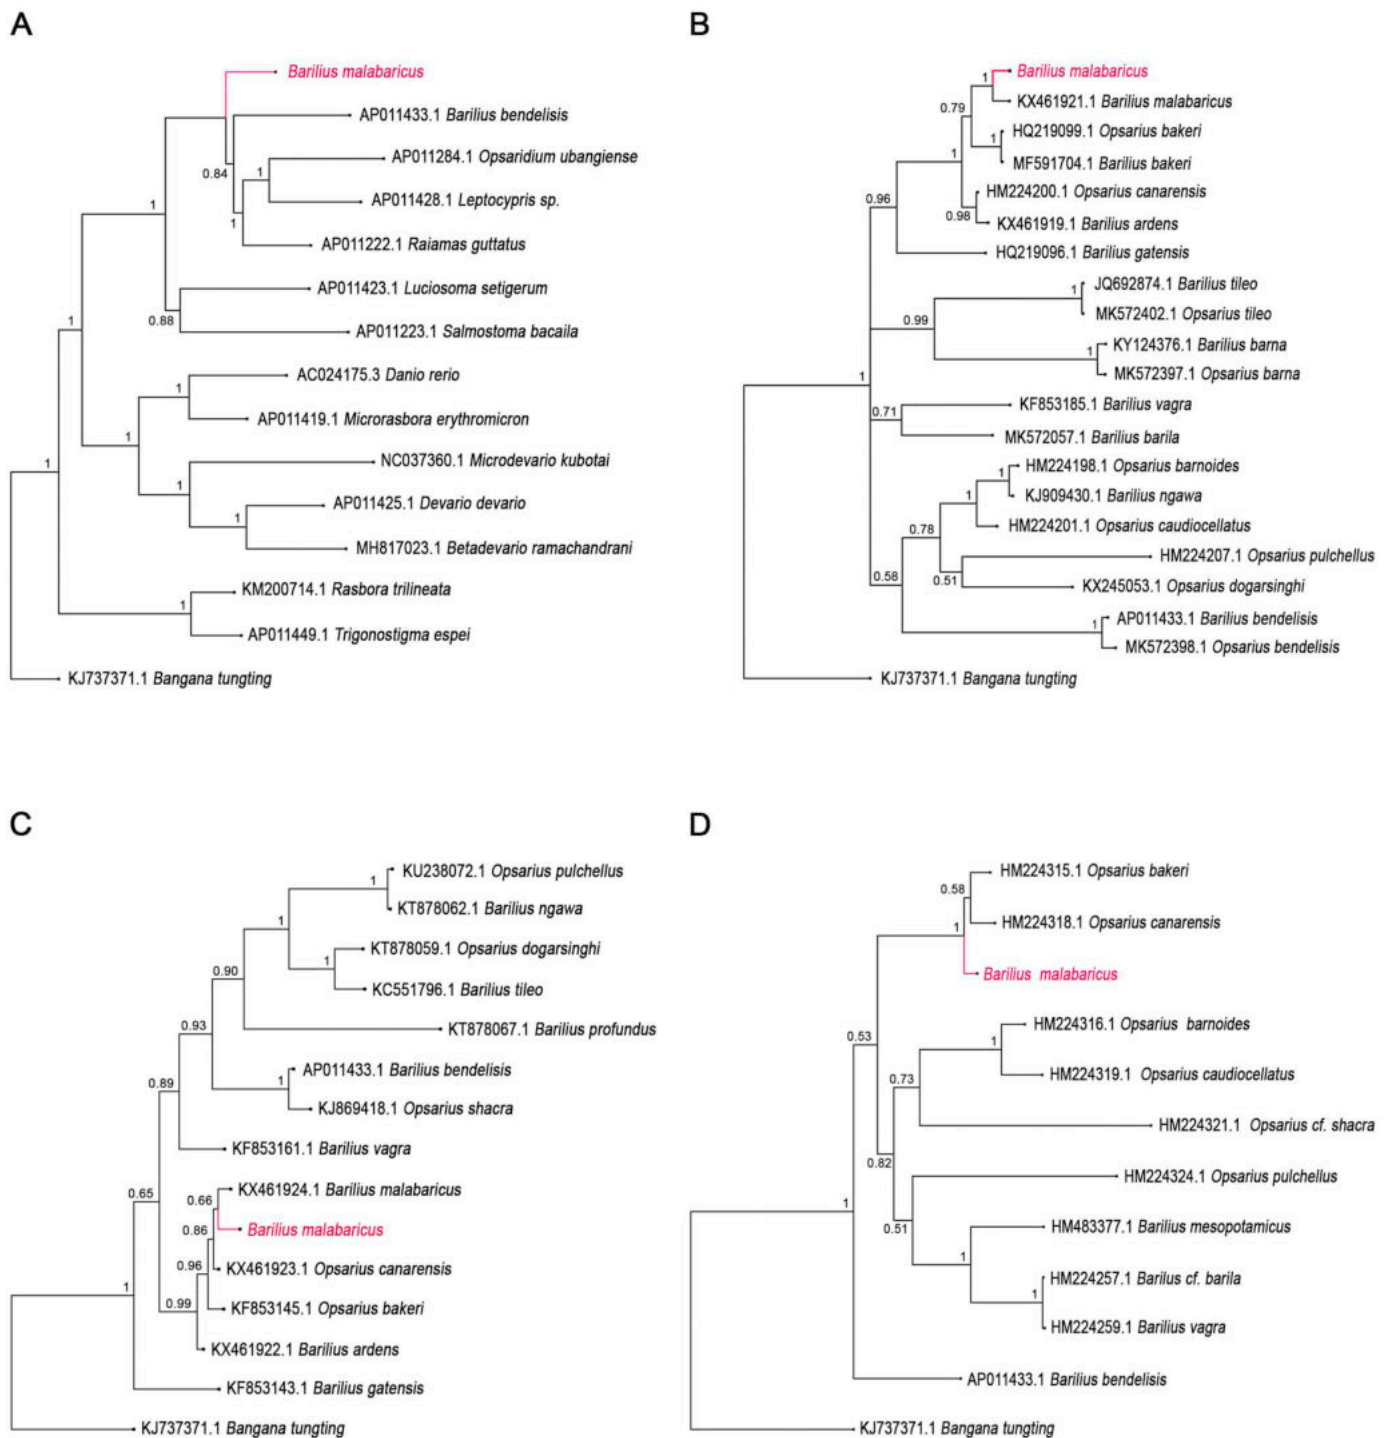 A
Barilius malabaricus
AP011433.1 Barilius bendelisis
AP011284.1 Opsaridium ubangiense
0.84
1
AP011428.1 Leptocypris sp.
1
1
AP011222.1 Raiamas guttatus
AP011423.1 Luciosoma setigerum
0.88
1
AP011223.1 Salmostoma bacaila
AC024175.3 Danio rerio
1
AP011419.1 Microrasbora erythromicron
1
1
NC037360.1 Microdevario kubotai
1
AP011425.1 Devario devario
1
MH817023.1 Betadevario ramachandrani
KM200714.1 Rasbora trilineata
1
AP011449.1 Trigonostigma espei
KJ737371.1 Bangana tungting
B
Barilius malabaricus
1
KX461921.1 Barilius malabaricus
0.79
HQ219099.1 Opsarius bakeri
1
MF591704.1 Barilius bakeri
1
HM224200.1 Opsarius canarensis
0.96
0.98
KX461919.1 Barilius ardens
HQ219096.1 Barilius gatensis
JQ692874.1 Barilius tileo
1
MK572402.1 Opsarius tileo
0.99
KY124376.1 Barilius barna
1
MK572397.1 Opsarius barna
1
KF853185.1 Barilius vagra
0.71
MK572057.1 Barilius barila
HM224198.1 Opsarius barnoides
1
KJ909430.1 Barilius ngawa
1
HM224201.1 Opsarius caudiocellatus
0.78
HM224207.1 Opsarius pulchellus
0.58
0.51
KX245053.1 Opsarius dogarsinghi
AP011433.1 Barilius bendelisis
1
MK572398.1 Opsarius bendelisis
KJ737371.1 Bangana tungting
C
KU238072.1 Opsarius pulchellus
1
KT878062.1 Barilius ngawa
1
KT878059.1 Opsarius dogarsinghi
1
0.90
KC551796.1 Barilius tileo
KT878067.1 Barilius profundus
0.93
AP011433.1 Barilius bendelisis
1
0.89
KJ869418.1 Opsarius shacra
KF853161.1 Barilius vagra
KX461924.1 Barilius malabaricus
0.65
0.66
Barilius malabaricus
0.86
KX461923.1 Opsarius canarensis
0.96
1
0.99
KF853145.1 Opsarius bakeri
KX461922.1 Barilius ardens
KF853143.1 Barilius gatensis
KJ737371.1 Bangana tungting
D
HM224315.1 Opsarius bakeri
0.58
HM224318.1 Opsarius canarensis
1
Barilius malabaricus
HM224316.1 Opsarius barnoides
0.53
1
HM224319.1 Opsarius caudiocellatus
0.73
HM224321.1 Opsarius cf. shacra
0.82
HM224324.1 Opsarius pulchellus
1
0.51
HM483377.1 Barilius mesopotamicus
1
HM224257.1 Barilus cf. barila
1
HM224259.1 Barilius vagra
AP011433.1 Barilius bendelisis
KJ737371.1 Bangana tungting